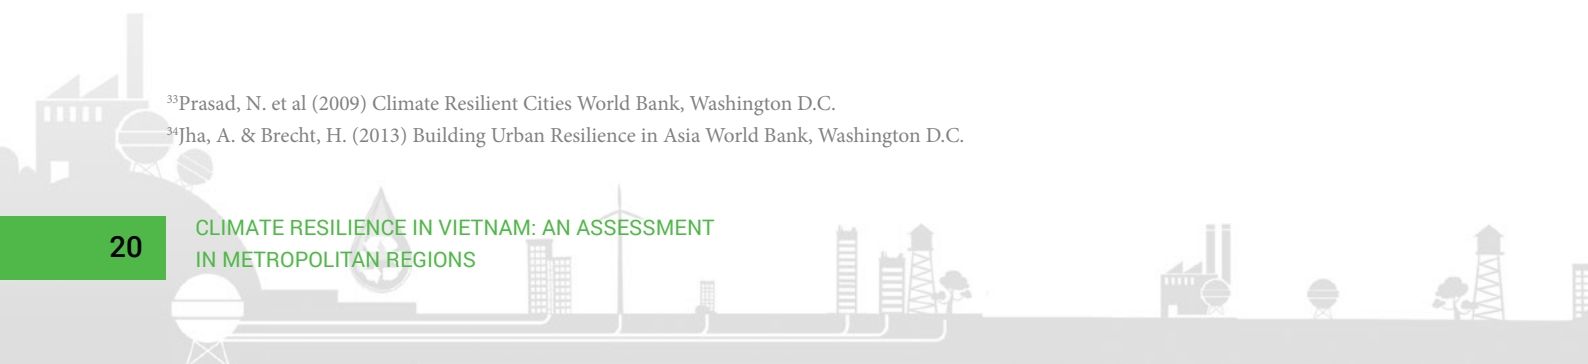 ³³Prasad, N. et al (2009) Climate Resilient Cities World Bank, Washington D.C.
³⁴Jha, A. & Brecht, H. (2013) Building Urban Resilience in Asia World Bank, Washington D.C.
20
CLIMATE RESILIENCE IN VIETNAM: AN ASSESSMENT
IN METROPOLITAN REGIONS